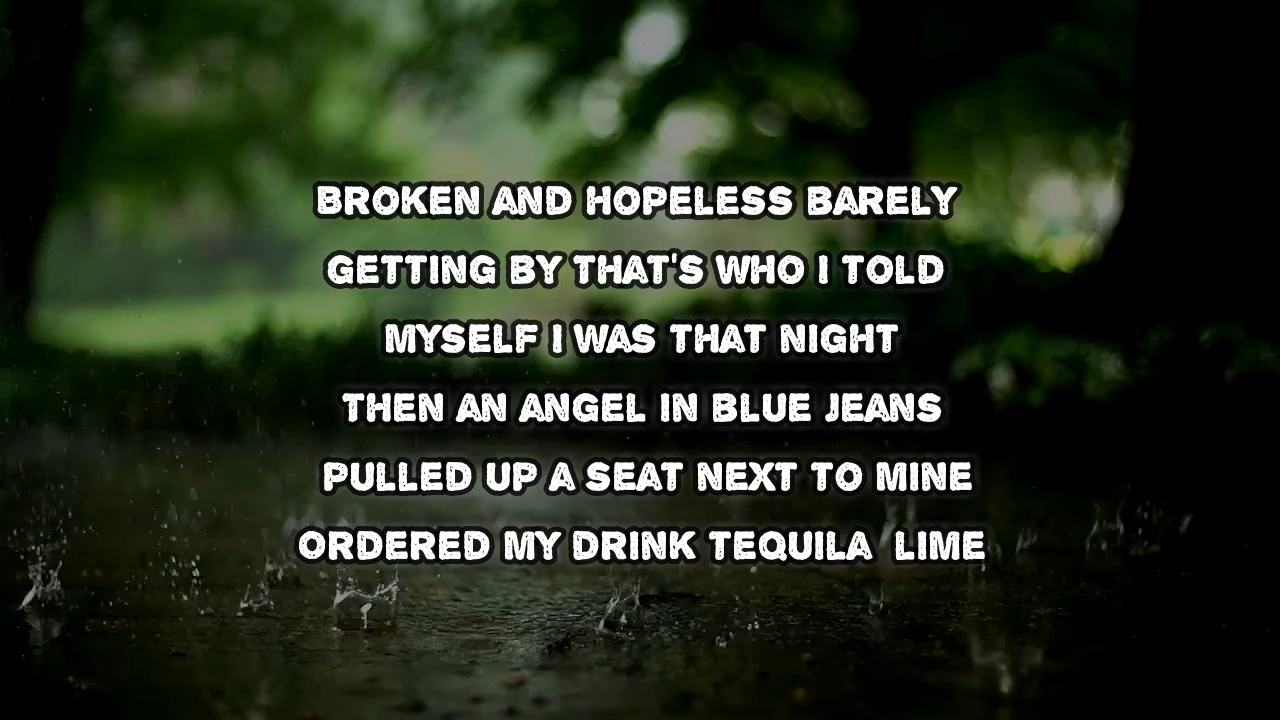 BROKEN AND HOPELESS BARELY
GETTING BY THAT'S WHO I TOLD
MYSELF I WAS THAT NIGHT
THEN AN ANGEL IN BLUE JEANS
PULLED UP A SEAT NEXT TO MINE
ORDERED MY DRINK TEQUILA  LIME